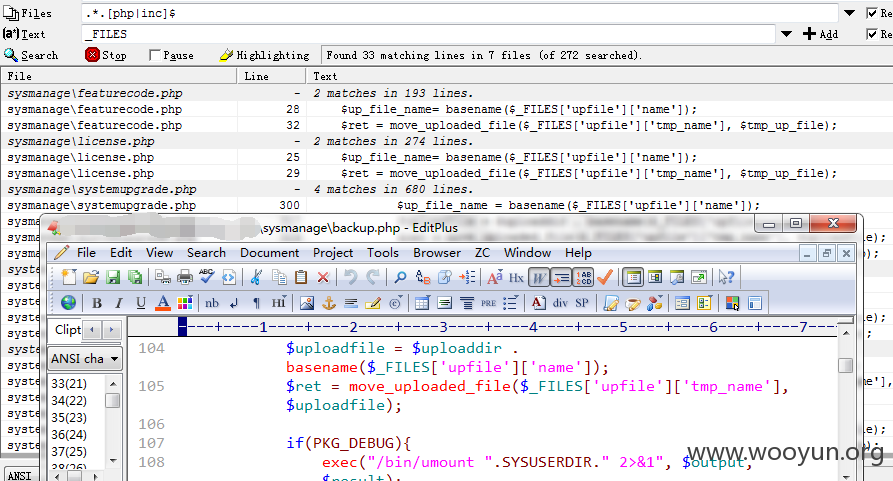 Files .*.[php|inc]$ Re
Text _FILES Add Re
Search Stop Pause Highlighting Found 33 matching lines in 7 files (of 272 searched).
File Line Text
sysmanage\featurecode.php - 2 matches in 193 lines.
sysmanage\featurecode.php 28 $up_file_name= basename($_FILES['upfile']['name']);
sysmanage\featurecode.php 32 $ret = move_uploaded_file($_FILES['upfile']['tmp_name'], $tmp_up_file);
sysmanage\license.php - 2 matches in 274 lines.
sysmanage\license.php 25 $up_file_name= basename($_FILES['upfile']['name']);
sysmanage\license.php 29 $ret = move_uploaded_file($_FILES['upfile']['tmp_name'], $tmp_up_file);
sysmanage\systemupgrade.php - 4 matches in 680 lines.
sysmanage\systemupgrade.php 300 $up_file_name = basename($_FILES['upfile']['name']);
\sysmanage\backup.php - EditPlus
File Edit View Search Document Project Tools Browser ZC Window Help
ABC
A Hx W
B I U A nb ¶ Hi PRE A div SP
Clipt ----+----1----+----2----+----3----+----4----+----5----+----6----+----7--
ANSI cha
104 $uploadfile = $uploaddir .
basename($_FILES['upfile']['name']);
105 $ret = move_uploaded_file($_FILES['upfile']['tmp_name'],
$uploadfile);
106
107 if(PKG_DEBUG){
108 exec("/bin/umount ".SYSUSERDIR." 2>&1", $output,
$result);
33(21)
34(22)
35(23)
36(24)
37(25)
38(26)
ANSI
www.wooyun.org